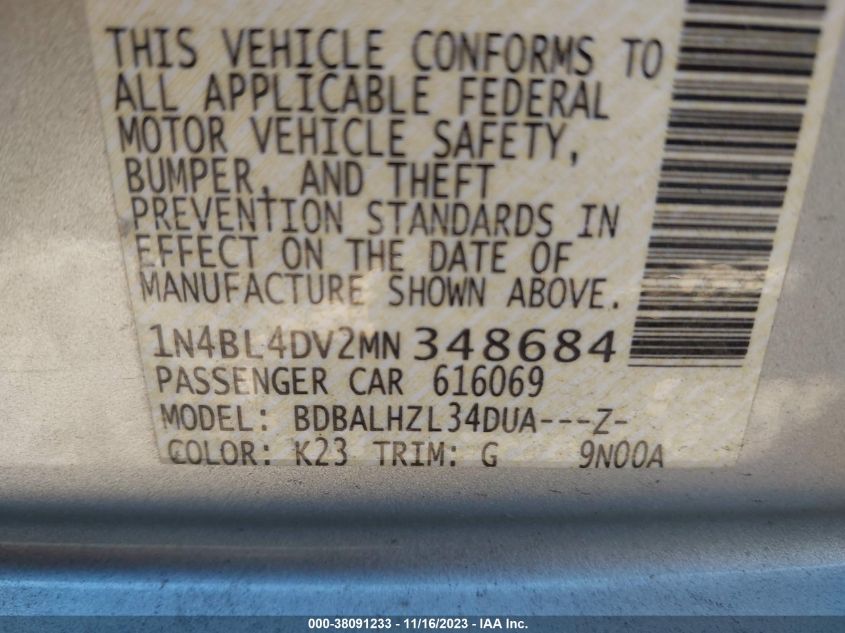 THIS VEHICLE CONFORMS TO
ALL APPLICABLE FEDERAL
MOTOR VEHICLE SAFETY,
BUMPER, AND THEFT
PREVENTION STANDARDS IN
EFFECT ON THE DATE OF
MANUFACTURE SHOWN ABOVE.
1N4BL4DV2MN 348684
PASSENGER CAR 616069
MODEL: BDBALHZL34DUA---Z-
COLOR: K23 TRIM: G 9N00A
000-38091233 - 11/16/2023 - IAA Inc.